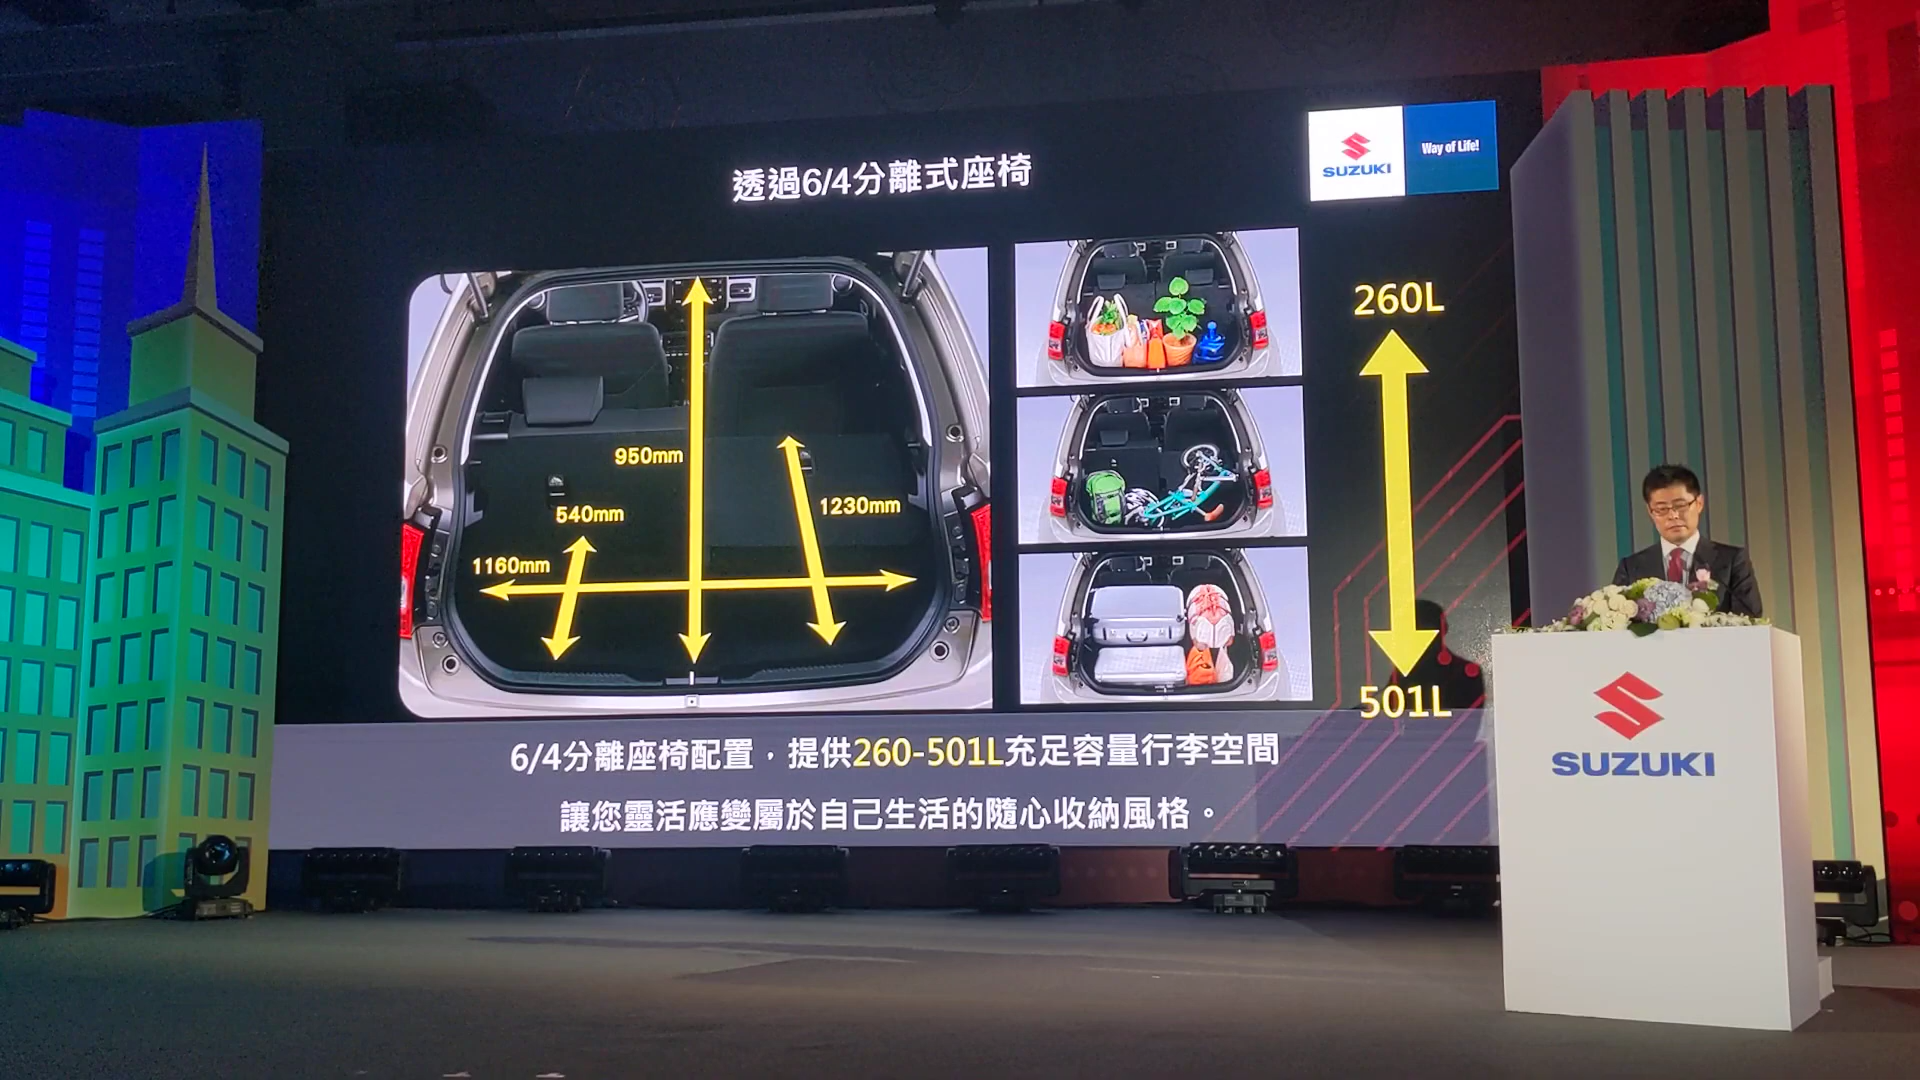 透過6/4分離式座椅
SUZUKI
Way of Life!
950mm
540mm
1230mm
1160mm
260L
501L
6/4分離座椅配置，提供260-501L充足容量行李空間
讓您靈活應變屬於自己生活的隨心收納風格。
SUZUKI